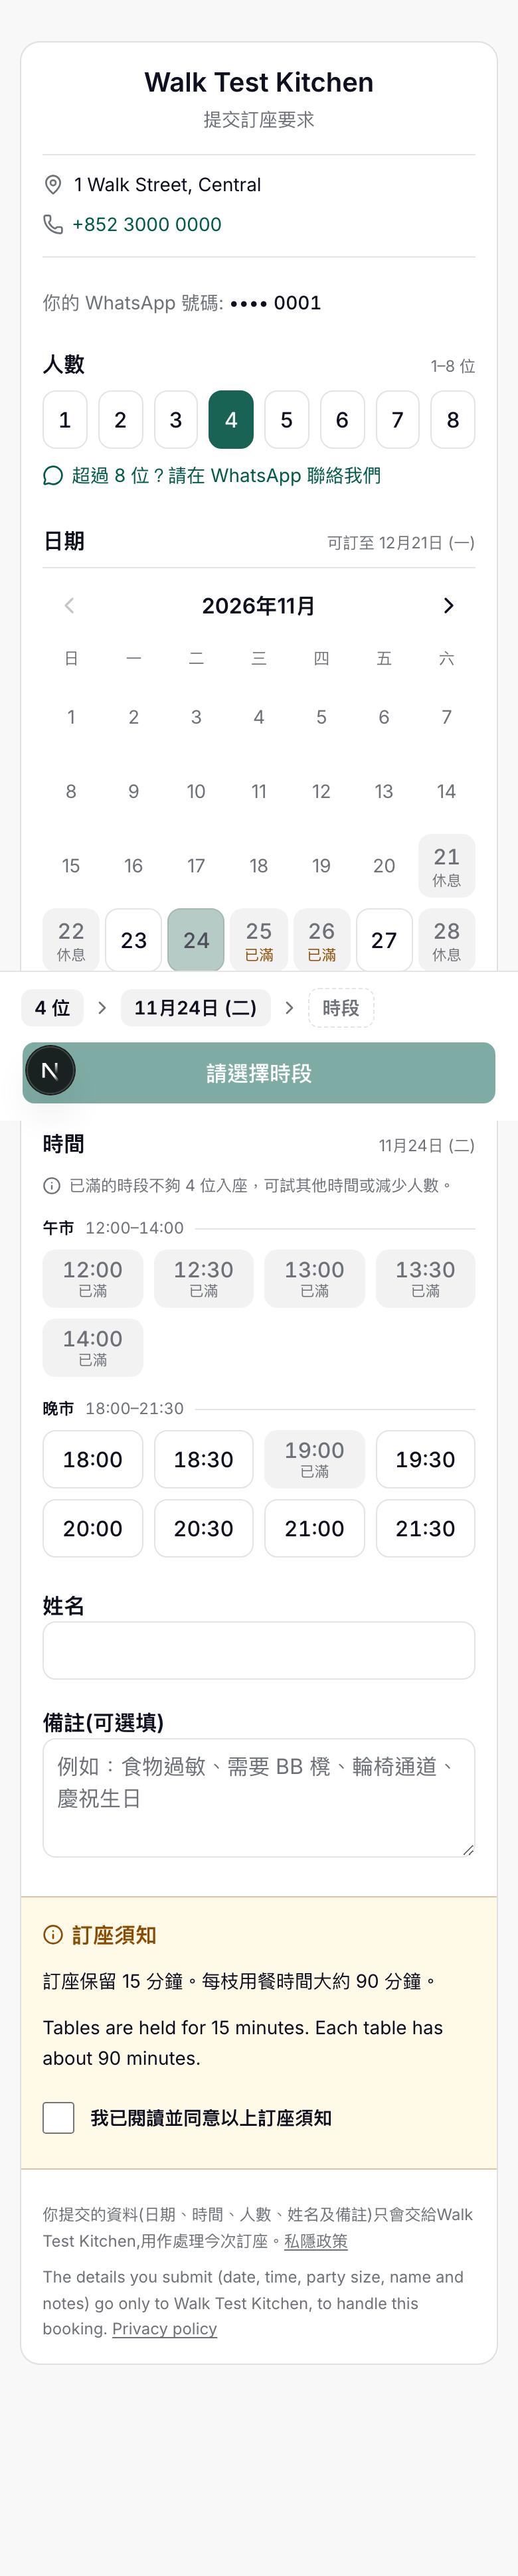 Walk Test Kitchen
提交訂座要求
1 Walk Street, Central
+852 3000 0000
你的 WhatsApp 號碼: •••• 0001
人數
1–8 位
1 2 3 4 5 6 7 8
超過 8 位？請在 WhatsApp 聯絡我們
日期
可訂至 12月21日 (一)
2026年11月
日 一 二 三 四 五 六
1 2 3 4 5 6 7
8 9 10 11 12 13 14
15 16 17 18 19 20 21
休息
22 23 24 25 26 27 28
休息 已滿 已滿 休息
4 位 > 11月24日 (二) > 時段
N
請選擇時段
時間
11月24日 (二)
已滿的時段不夠 4 位入座，可試其他時間或減少人數。
午市 12:00–14:00
12:00 12:30 13:00 13:30
已滿 已滿 已滿 已滿
14:00
已滿
晚市 18:00–21:30
18:00 18:30 19:00 19:30
已滿
20:00 20:30 21:00 21:30
姓名
備註(可選填)
例如：食物過敏、需要 BB 櫈、輪椅通道、
慶祝生日
訂座須知
訂座保留 15 分鐘。每枝用餐時間大約 90 分鐘。
Tables are held for 15 minutes. Each table has
about 90 minutes.
我已閱讀並同意以上訂座須知
你提交的資料(日期、時間、人數、姓名及備註)只會交給Walk
Test Kitchen,用作處理今次訂座。私隱政策
The details you submit (date, time, party size, name and
notes) go only to Walk Test Kitchen, to handle this
booking. Privacy policy